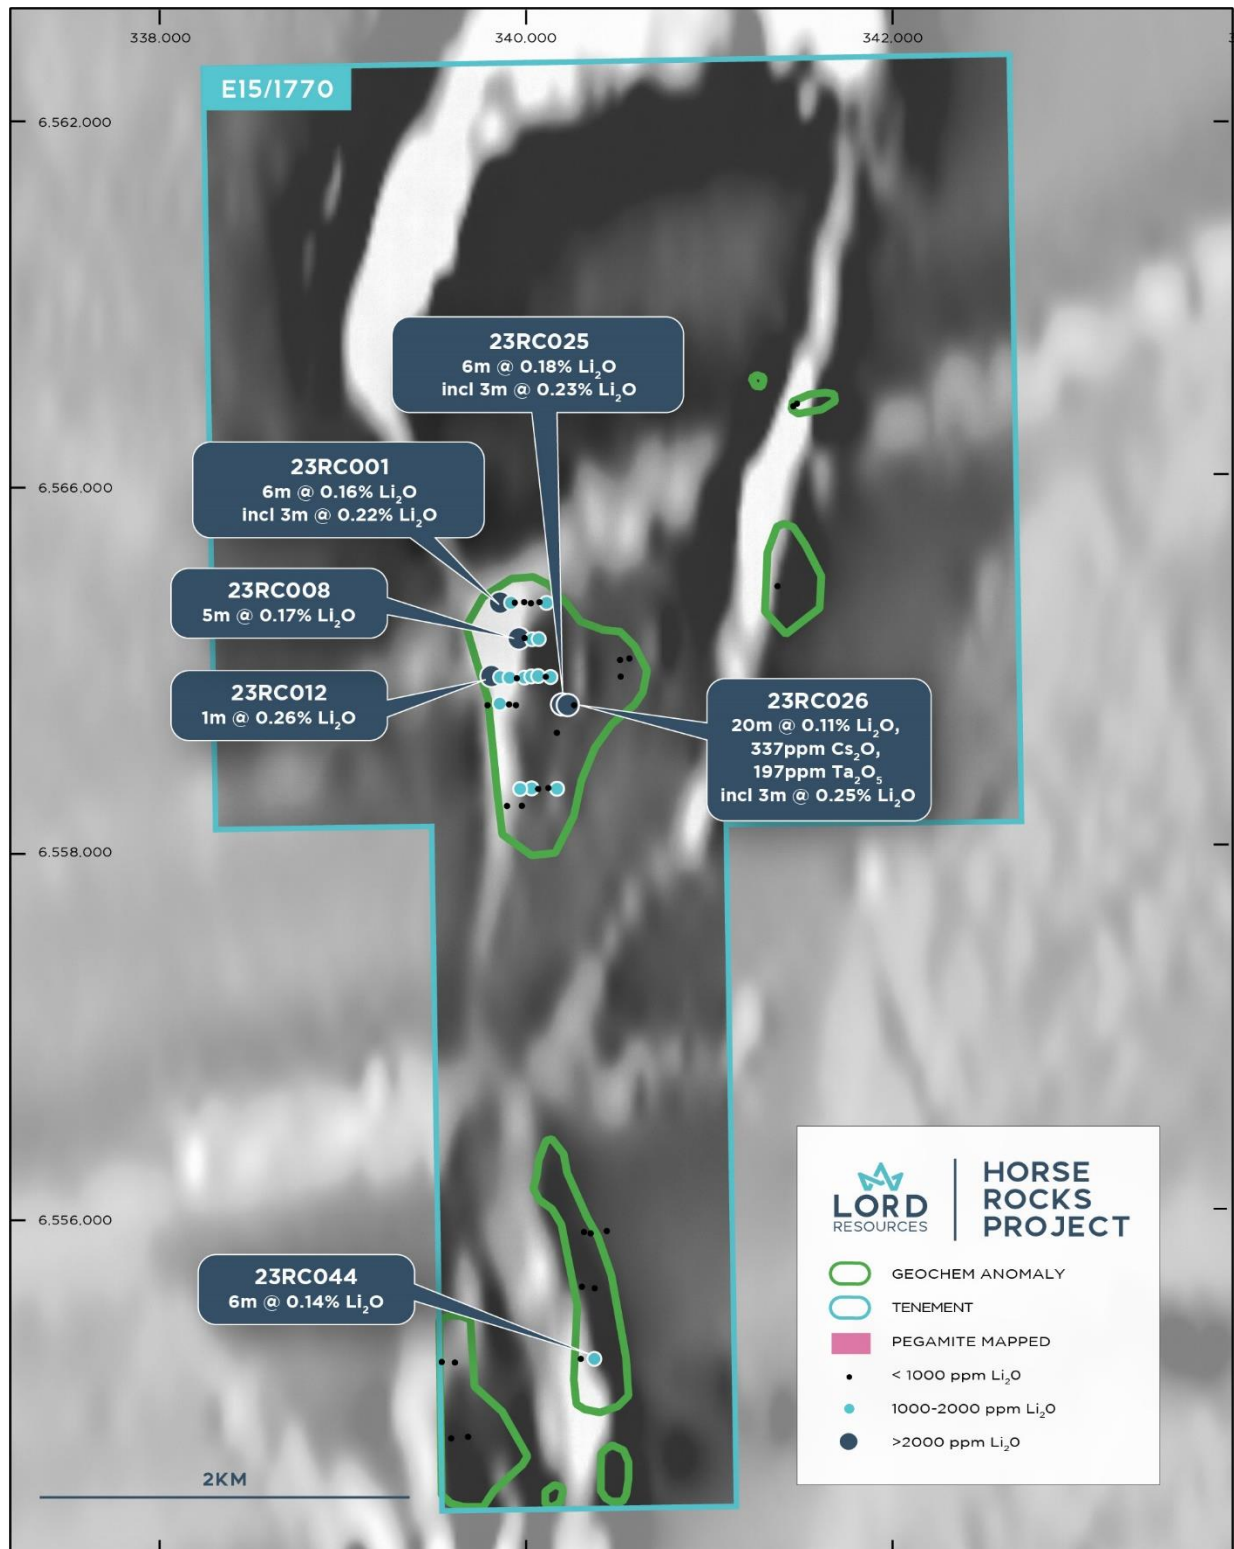 338.000
340.000
342.000
E15/1770
6,562.000
23RC025
6m @ 0.18% Li₂O
incl 3m @ 0.23% Li₂O
23RC001
6m @ 0.16% Li₂O
incl 3m @ 0.22% Li₂O
6,566.000
23RC008
5m @ 0.17% Li₂O
23RC012
1m @ 0.26% Li₂O
23RC026
20m @ 0.11% Li₂O,
337ppm Cs₂O,
197ppm Ta₂O₅
incl 3m @ 0.25% Li₂O
6,558.000
6,556.000
23RC044
6m @ 0.14% Li₂O
2KM
LORD
RESOURCES
HORSE
ROCKS
PROJECT
GEOCHEM ANOMALY
TENEMENT
PEGAMITE MAPPED
< 1000 ppm Li₂O
1000-2000 ppm Li₂O
>2000 ppm Li₂O